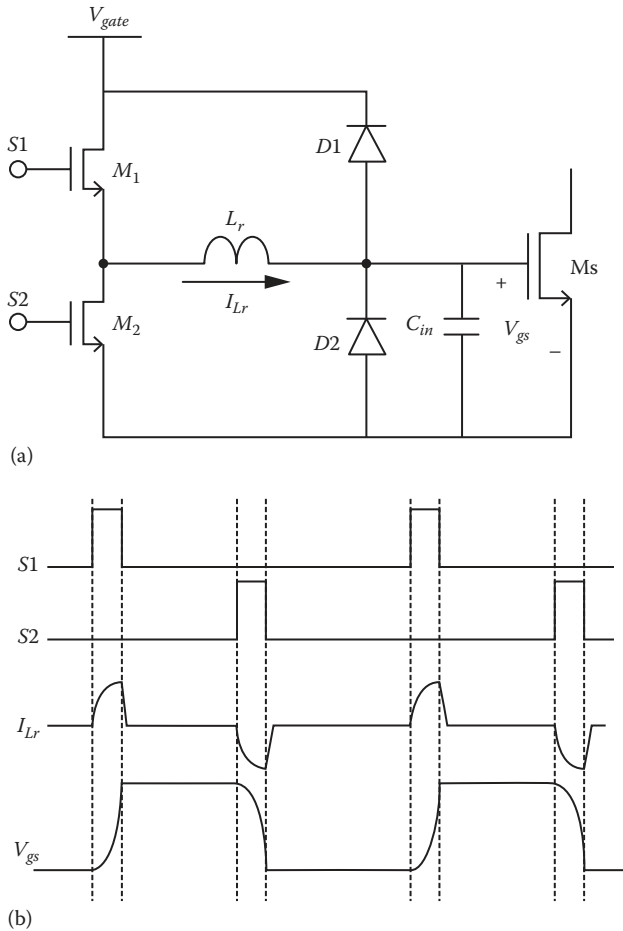 V_gate
S1
D1
M_1
L_r
Ms
I_Lr
S2
M_2
D2
C_in
+
V_gs
–
(a)
S1
S2
I_Lr
V_gs
(b)